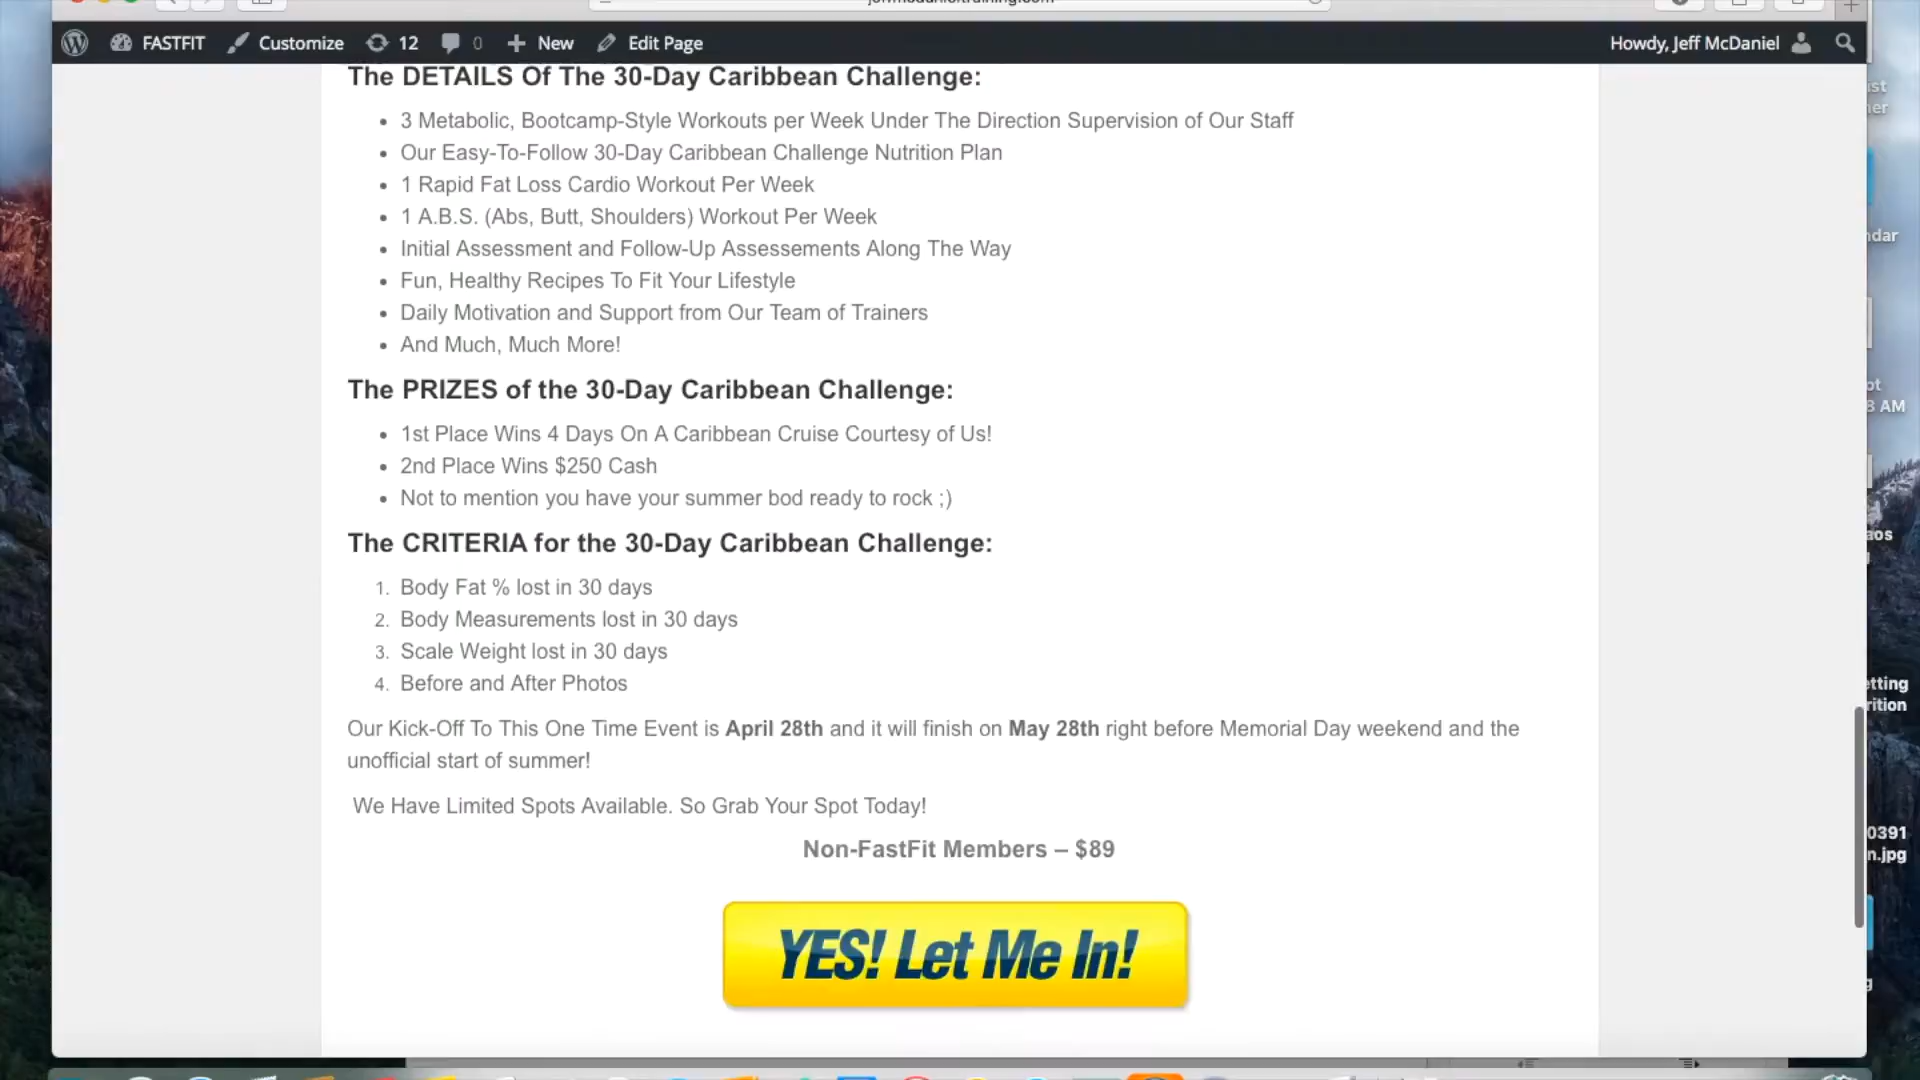 FASTFIT Customize 12 0 New Edit Page Howdy, Jeff McDaniel
The DETAILS Of The 30-Day Caribbean Challenge:
• 3 Metabolic, Bootcamp-Style Workouts per Week Under The Direction Supervision of Our Staff
• Our Easy-To-Follow 30-Day Caribbean Challenge Nutrition Plan
• 1 Rapid Fat Loss Cardio Workout Per Week
• 1 A.B.S. (Abs, Butt, Shoulders) Workout Per Week
• Initial Assessment and Follow-Up Assessements Along The Way
• Fun, Healthy Recipes To Fit Your Lifestyle
• Daily Motivation and Support from Our Team of Trainers
• And Much, Much More!
The PRIZES of the 30-Day Caribbean Challenge:
• 1st Place Wins 4 Days On A Caribbean Cruise Courtesy of Us!
• 2nd Place Wins $250 Cash
• Not to mention you have your summer bod ready to rock ;)
The CRITERIA for the 30-Day Caribbean Challenge:
1. Body Fat % lost in 30 days
2. Body Measurements lost in 30 days
3. Scale Weight lost in 30 days
4. Before and After Photos
Our Kick-Off To This One Time Event is April 28th and it will finish on May 28th right before Memorial Day weekend and the
unofficial start of summer!
We Have Limited Spots Available. So Grab Your Spot Today!
Non-FastFit Members – $89
YES! Let Me In!
8 AM
0391
n.jpg